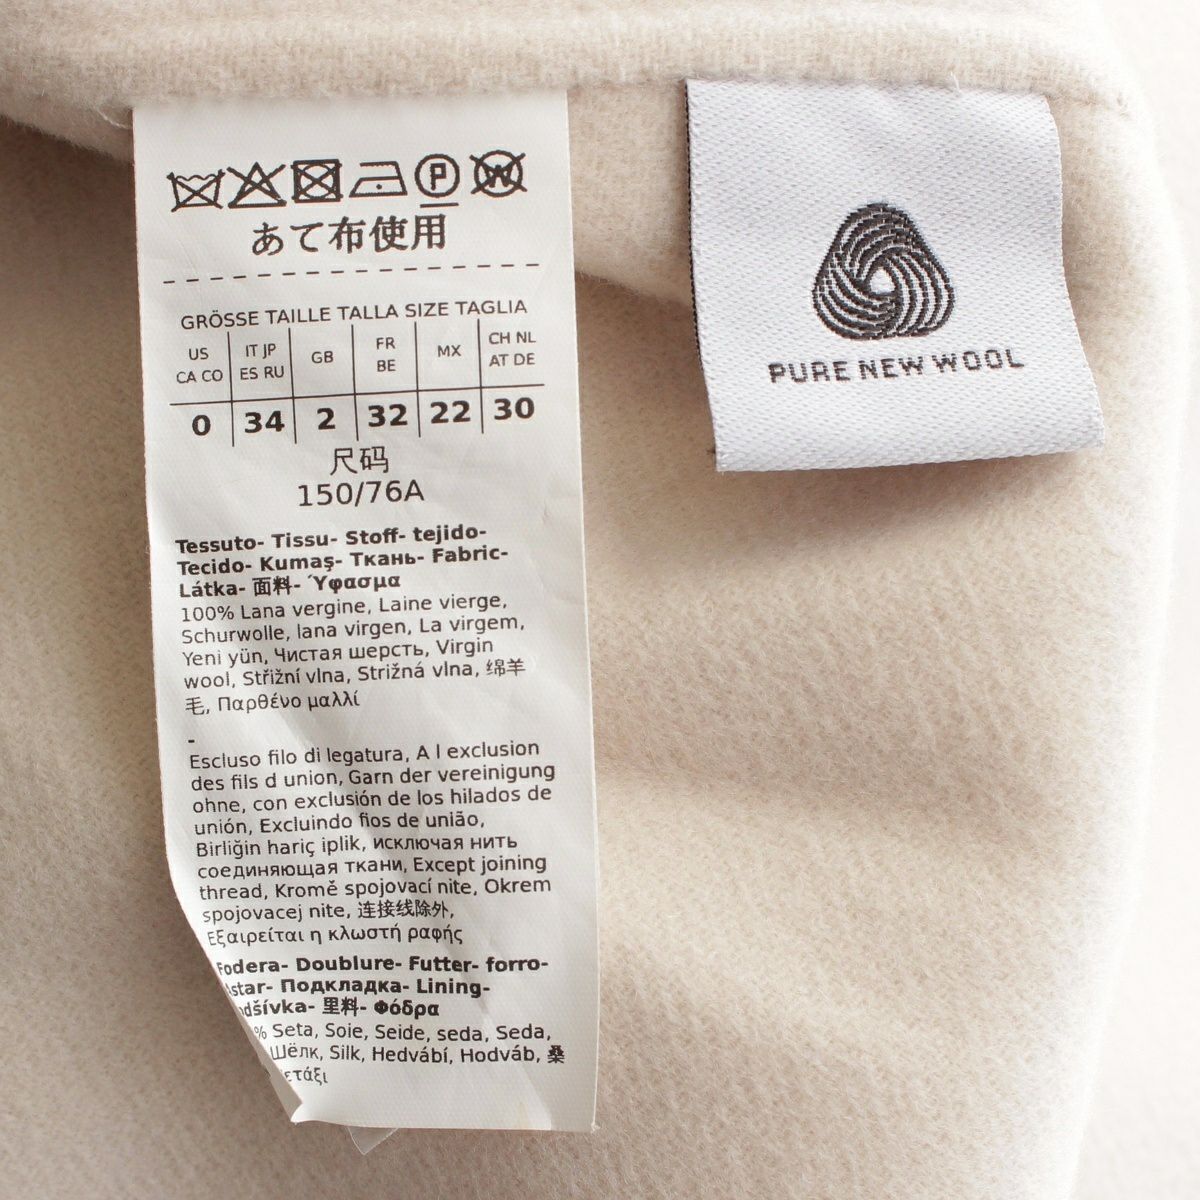 P W
あて布使用
GRÖSSE TAILLE TALLA SIZE TAGLIA
US CA CO | IT JP ES RU | GB | FR BE | MX | CH NL AT DE
0 | 34 | 2 | 32 | 22 | 30
尺码
150/76A
Tessuto- Tissu- Stoff- tejido-
Tecido- Kumaş- Ткань- Fabric-
Látka- 面料- Ύφασμα
100% Lana vergine, Laine vierge,
Schurwolle, lana virgen, La virgem,
Yeni yün, Чистая шерсть, Virgin
wool, Střižní vlna, Strižná vlna, 绵羊
毛, Παρθένο μαλλί
-
Escluso filo di legatura, A l exclusion
des fils d union, Garn der vereinigung
ohne, con exclusión de los hilados de
unión, Excluindo fios de união,
Birliğin hariç iplik, исключая нить
соединяющая ткани, Except joining
thread, Kromě spojovací nite, Okrem
spojovacej nite, 连接线除外,
Εξαιρείται η κλωστή ραφής
Fodera- Doublure- Futter- forro-
Подкладка- Lining-
里料- Φόδρα
% Seta, Soie, Seide, seda, Seda,
Шёлк, Silk, Hedvábí, Hodváb, 桑
PURE NEW WOOL